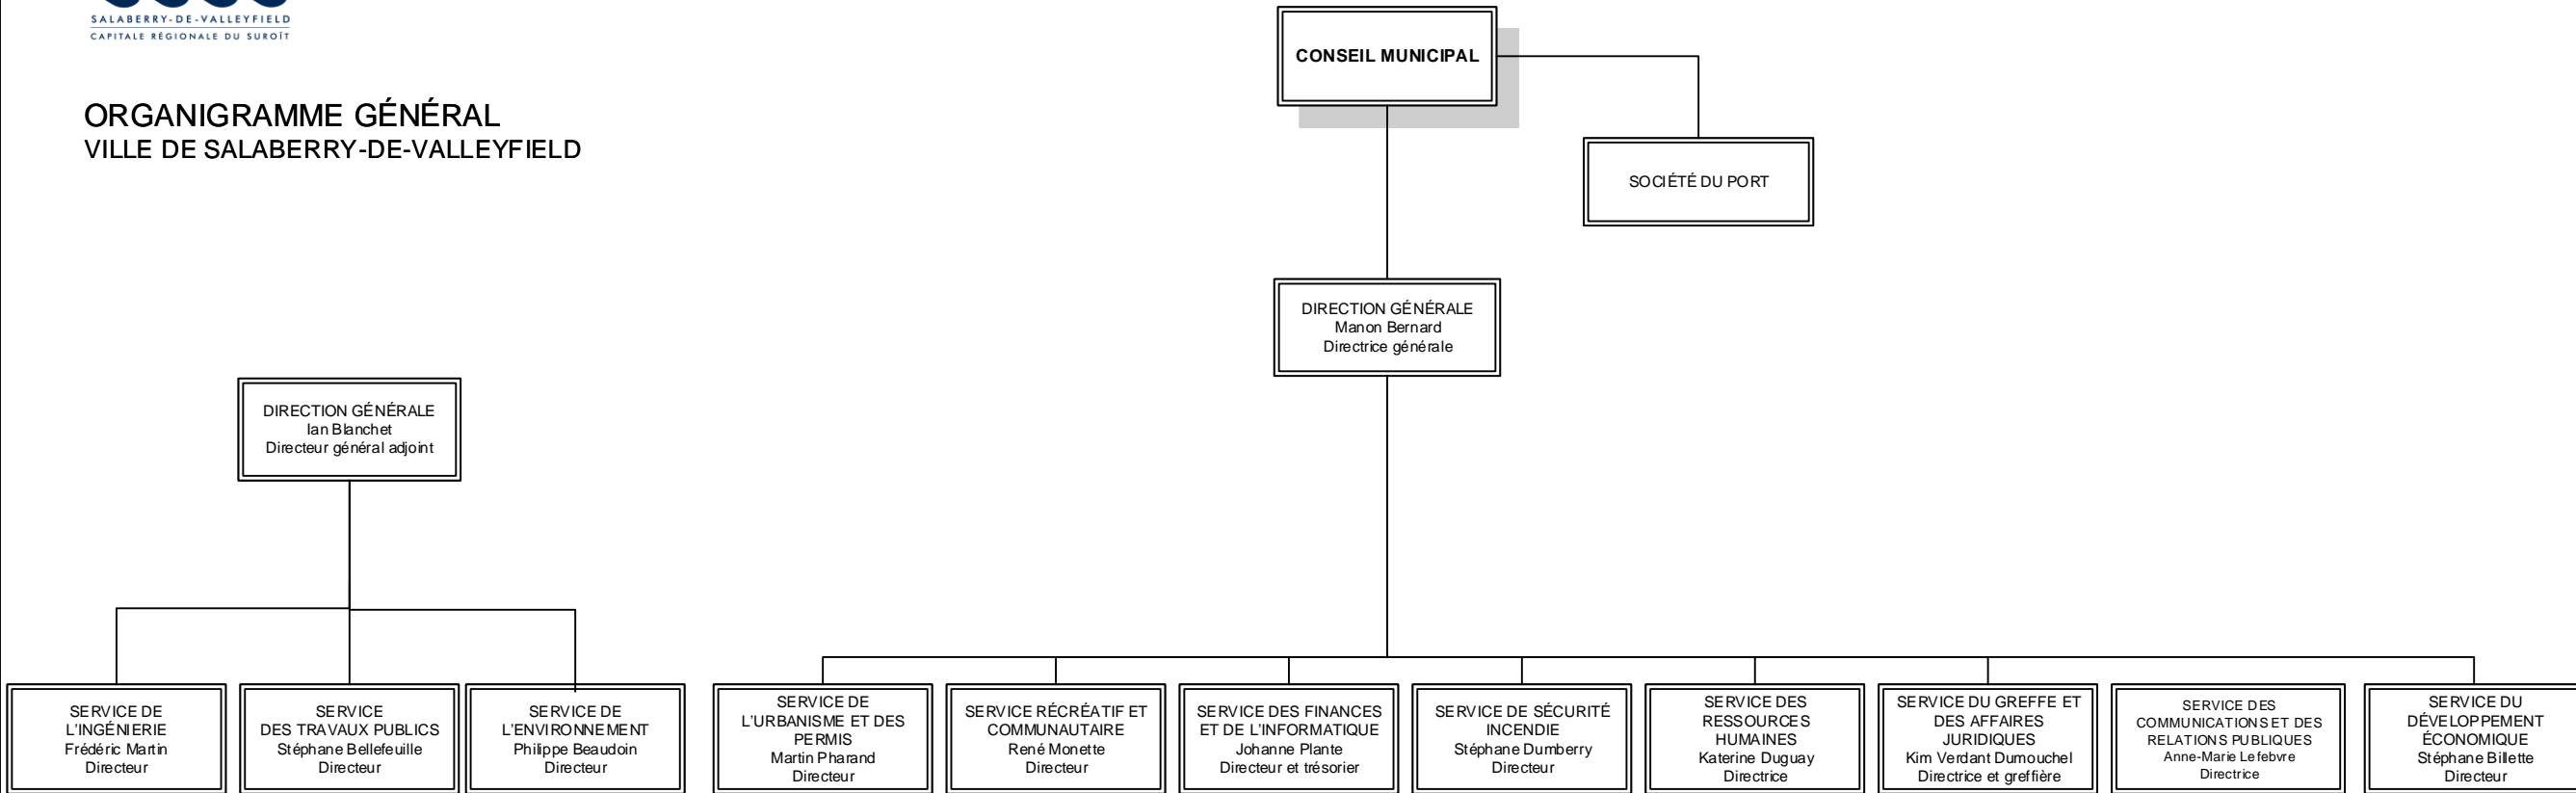 SALABERRY-DE-VALLEYFIELD
CAPITALE RÉGIONALE DU SUROÎT
ORGANIGRAMME GÉNÉRAL
VILLE DE SALABERRY-DE-VALLEYFIELD
CONSEIL MUNICIPAL
SOCIÉTÉ DU PORT
DIRECTION GÉNÉRALE
Manon Bernard
Directrice générale
DIRECTION GÉNÉRALE
Ian Blanchet
Directeur général adjoint
SERVICE DE
L'INGÉNIERIE
Frédéric Martin
Directeur
SERVICE
DES TRAVAUX PUBLICS
Stéphane Bellefeuille
Directeur
SERVICE DE
L'ENVIRONNEMENT
Philippe Beaudoin
Directeur
SERVICE DE
L'URBANISME ET DES
PERMIS
Martin Pharand
Directeur
SERVICE RÉCRÉATIF ET
COMMUNAUTAIRE
René Monette
Directeur
SERVICE DES FINANCES
ET DE L'INFORMATIQUE
Johanne Plante
Directeur et trésorier
SERVICE DE SÉCURITÉ
INCENDIE
Stéphane Dumberry
Directeur
SERVICE DES
RESSOURCES
HUMAINES
Katerine Duguay
Directrice
SERVICE DU GREFFE ET
DES AFFAIRES
JURIDIQUES
Kim Verdant Dumouchel
Directrice et greffière
SERVICE DES
COMMUNICATIONS ET DES
RELATIONS PUBLIQUES
Anne-Marie Lefebvre
Directrice
SERVICE DU
DÉVELOPPEMENT
ÉCONOMIQUE
Stéphane Billette
Directeur